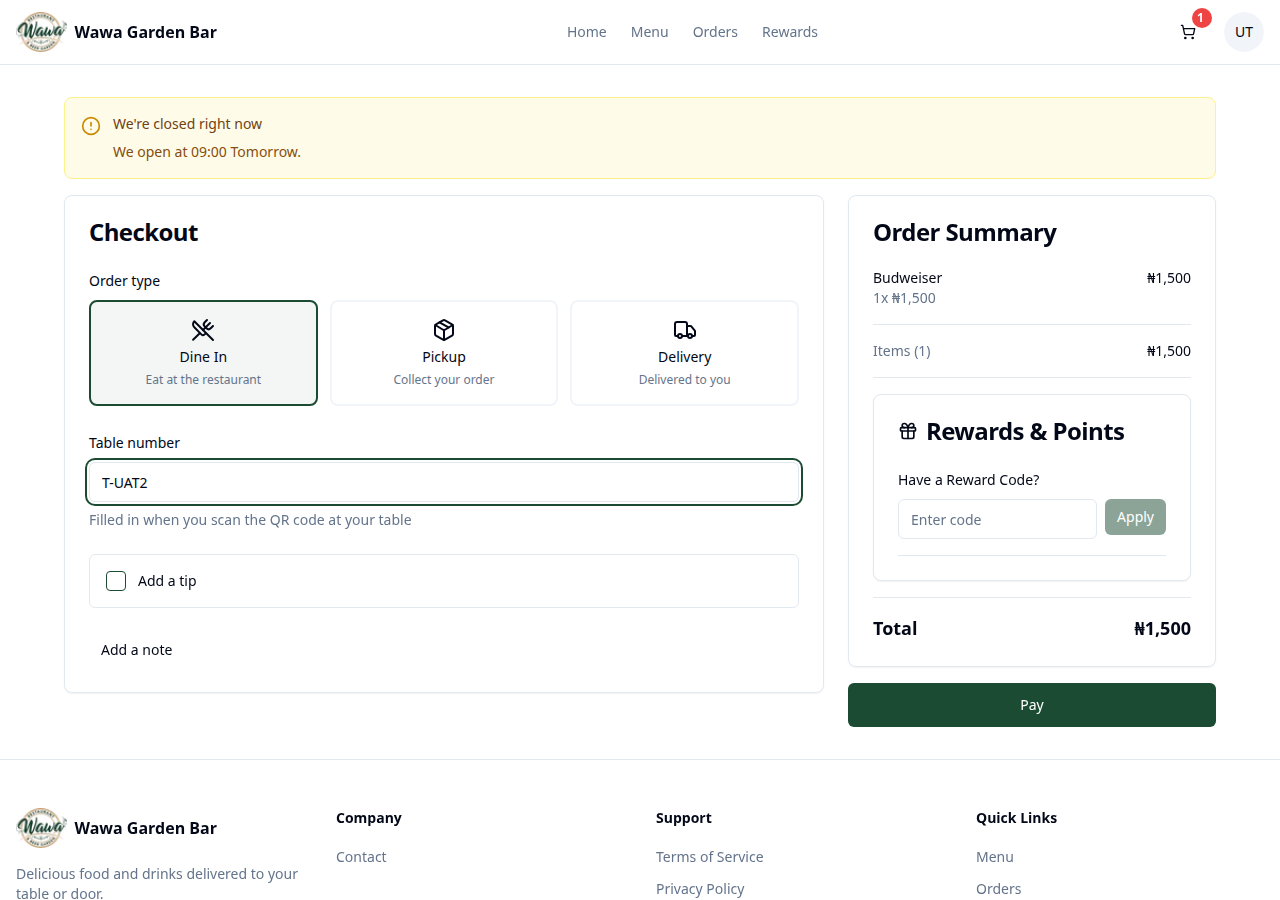 Wawa
Wawa Garden Bar
Home
Menu
Orders
Rewards
1
UT
We're closed right now
We open at 09:00 Tomorrow.
Checkout
Order type
Dine In
Eat at the restaurant
Pickup
Collect your order
Delivery
Delivered to you
Table number
T-UAT2
Filled in when you scan the QR code at your table
Add a tip
Add a note
Order Summary
Budweiser ₦1,500
1x ₦1,500
Items (1) ₦1,500
Rewards & Points
Have a Reward Code?
Enter code
Apply
Total ₦1,500
Pay
Wawa
Wawa Garden Bar
Delicious food and drinks delivered to your
table or door.
Company
Contact
Support
Terms of Service
Privacy Policy
Quick Links
Menu
Orders